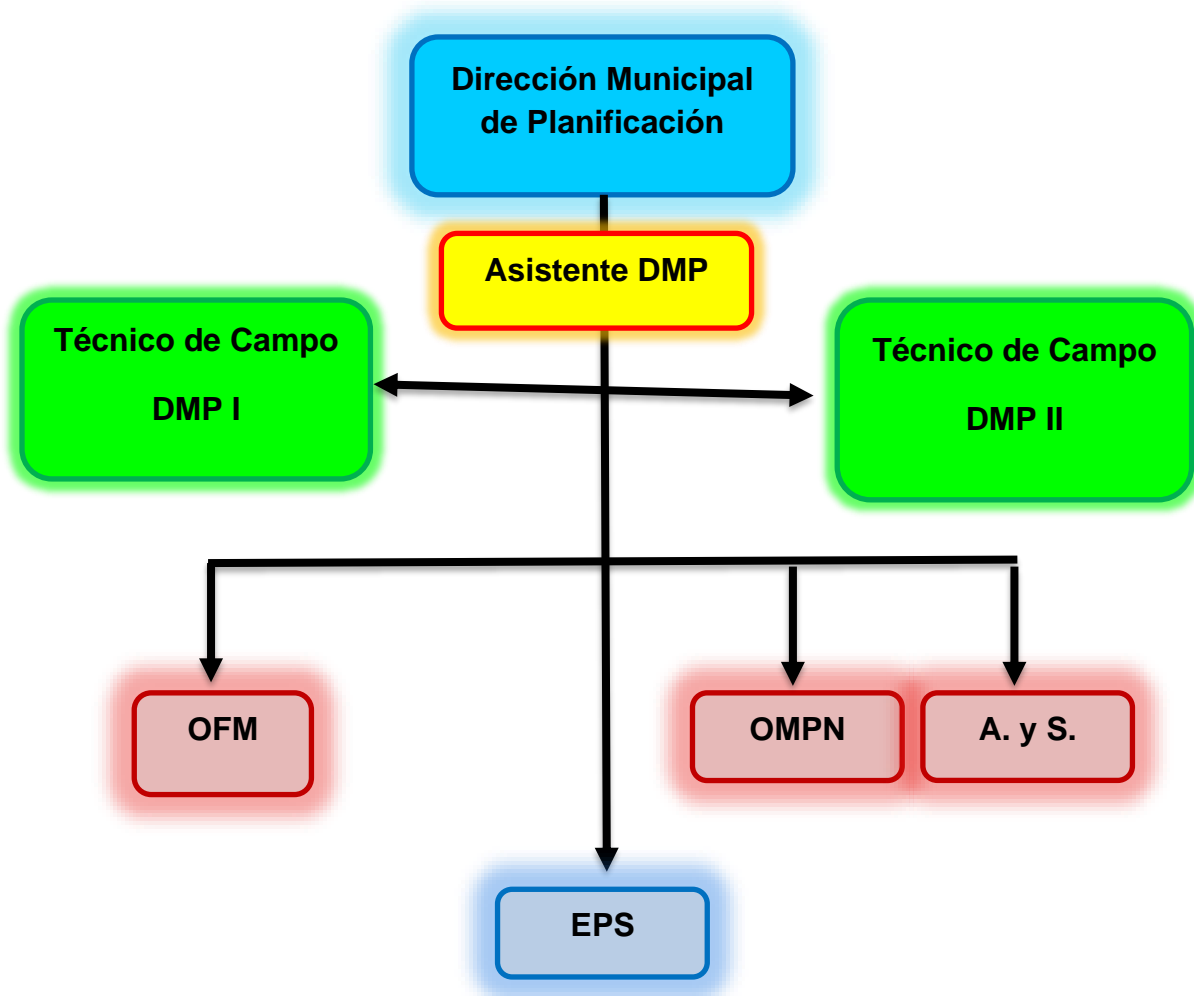 Dirección Municipal
de Planificación
Asistente DMP
Técnico de Campo
DMP I
Técnico de Campo
DMP II
OFM
OMPN
A. y S.
EPS